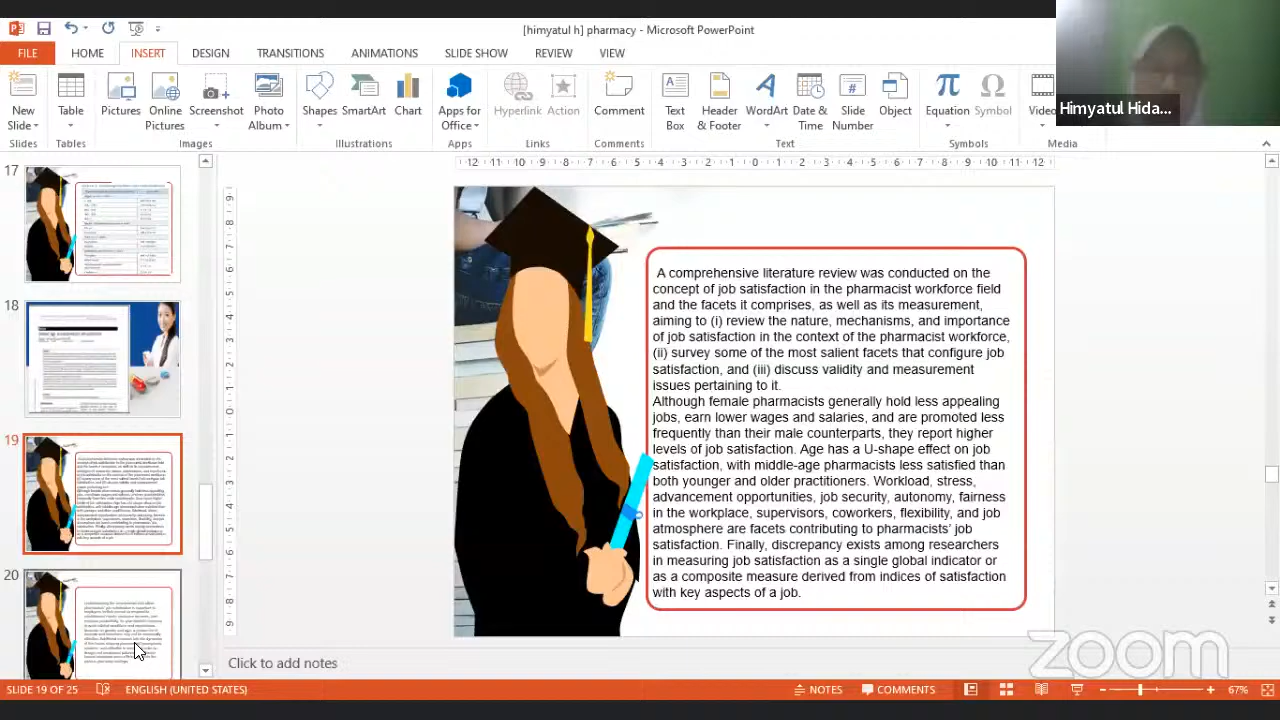 [himyatul h] pharmacy - Microsoft PowerPoint
FILE HOME INSERT DESIGN TRANSITIONS ANIMATIONS SLIDE SHOW REVIEW VIEW
New Slide Table Pictures Online Pictures Screenshot Photo Album Shapes SmartArt Chart Apps for Office Hyperlink Action Comment Text Box Header & Footer WordArt Date & Time Slide Number Object Equation Symbol Video
Slides Tables Images Illustrations Apps Links Comments Text Symbols Media
Himyatul Hida...
17
18
19
20
A comprehensive literature review was conducted on the
concept of job satisfaction in the pharmacist workforce field
and the facets it comprises, as well as its measurement,
aiming to (i) review the nature, mechanisms, and importance
of job satisfaction in the context of the pharmacist workforce,
(ii) survey some of the most salient facets that configure job
satisfaction, and (iii) discuss validity and measurement
issues pertaining to it.
Although female pharmacists generally hold less appealing
jobs, earn lower wages and salaries, and are promoted less
frequently than their male counterparts, they report higher
levels of job satisfaction. Age has a U-shape effect on job
satisfaction, with middle-age pharmacists less satisfied than
both younger and older pharmacists. Workload, stress,
advancement opportunities, job security, autonomy, fairness
in the workplace, supervisors, coworkers, flexibility, and job
atmosphere are facets contributing to pharmacists' job
satisfaction. Finally, discrepancy exists among researchers
in measuring job satisfaction as a single global indicator or
as a composite measure derived from indices of satisfaction
with key aspects of a job.
Click to add notes
zoom
SLIDE 19 OF 25 ENGLISH (UNITED STATES) NOTES COMMENTS 67%